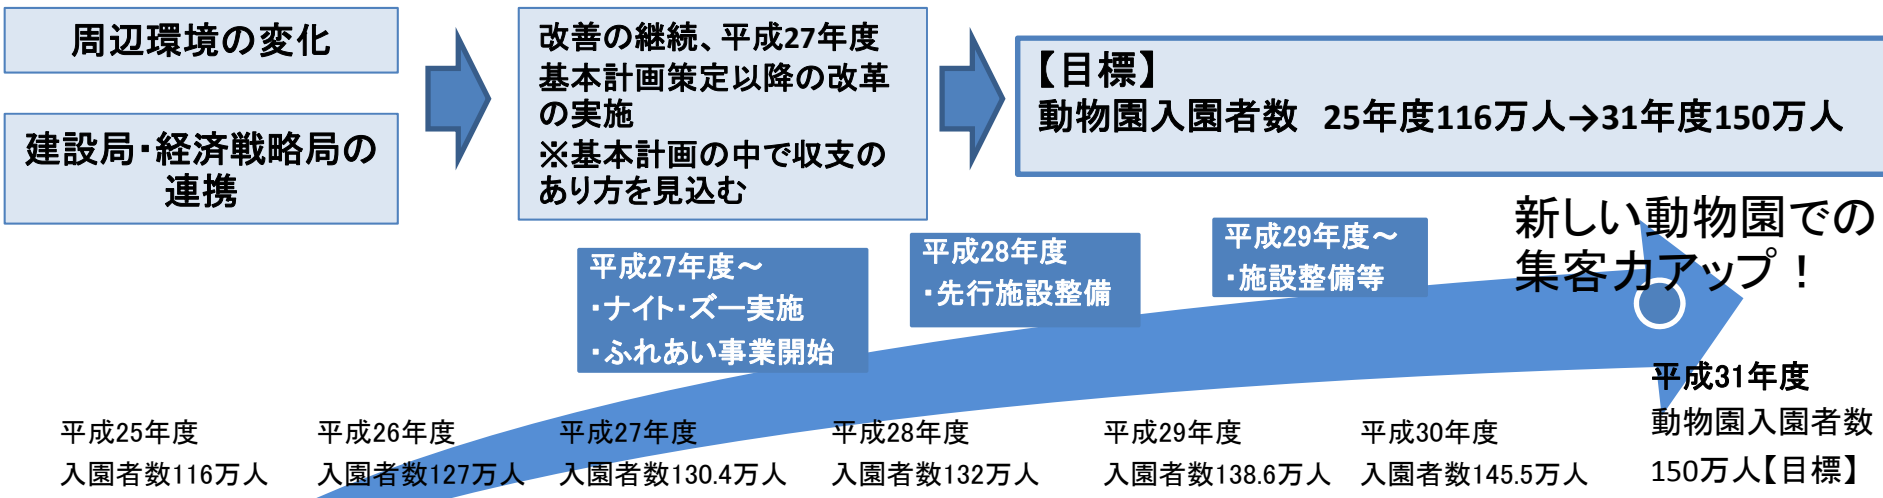 周辺環境の変化
建設局・経済戦略局の
連携
改善の継続、平成27年度
基本計画策定以降の改革
の実施
※基本計画の中で収支の
あり方を見込む
【目標】
動物園入園者数 25年度116万人→31年度150万人
新しい動物園での
集客力アップ！
平成27年度～
・ナイト・ズー実施
・ふれあい事業開始
平成28年度
・先行施設整備
平成29年度～
・施設整備等
平成25年度
入園者数116万人
平成26年度
入園者数127万人
平成27年度
入園者数130.4万人
平成28年度
入園者数132万人
平成29年度
入園者数138.6万人
平成30年度
入園者数145.5万人
平成31年度
動物園入園者数
150万人【目標】